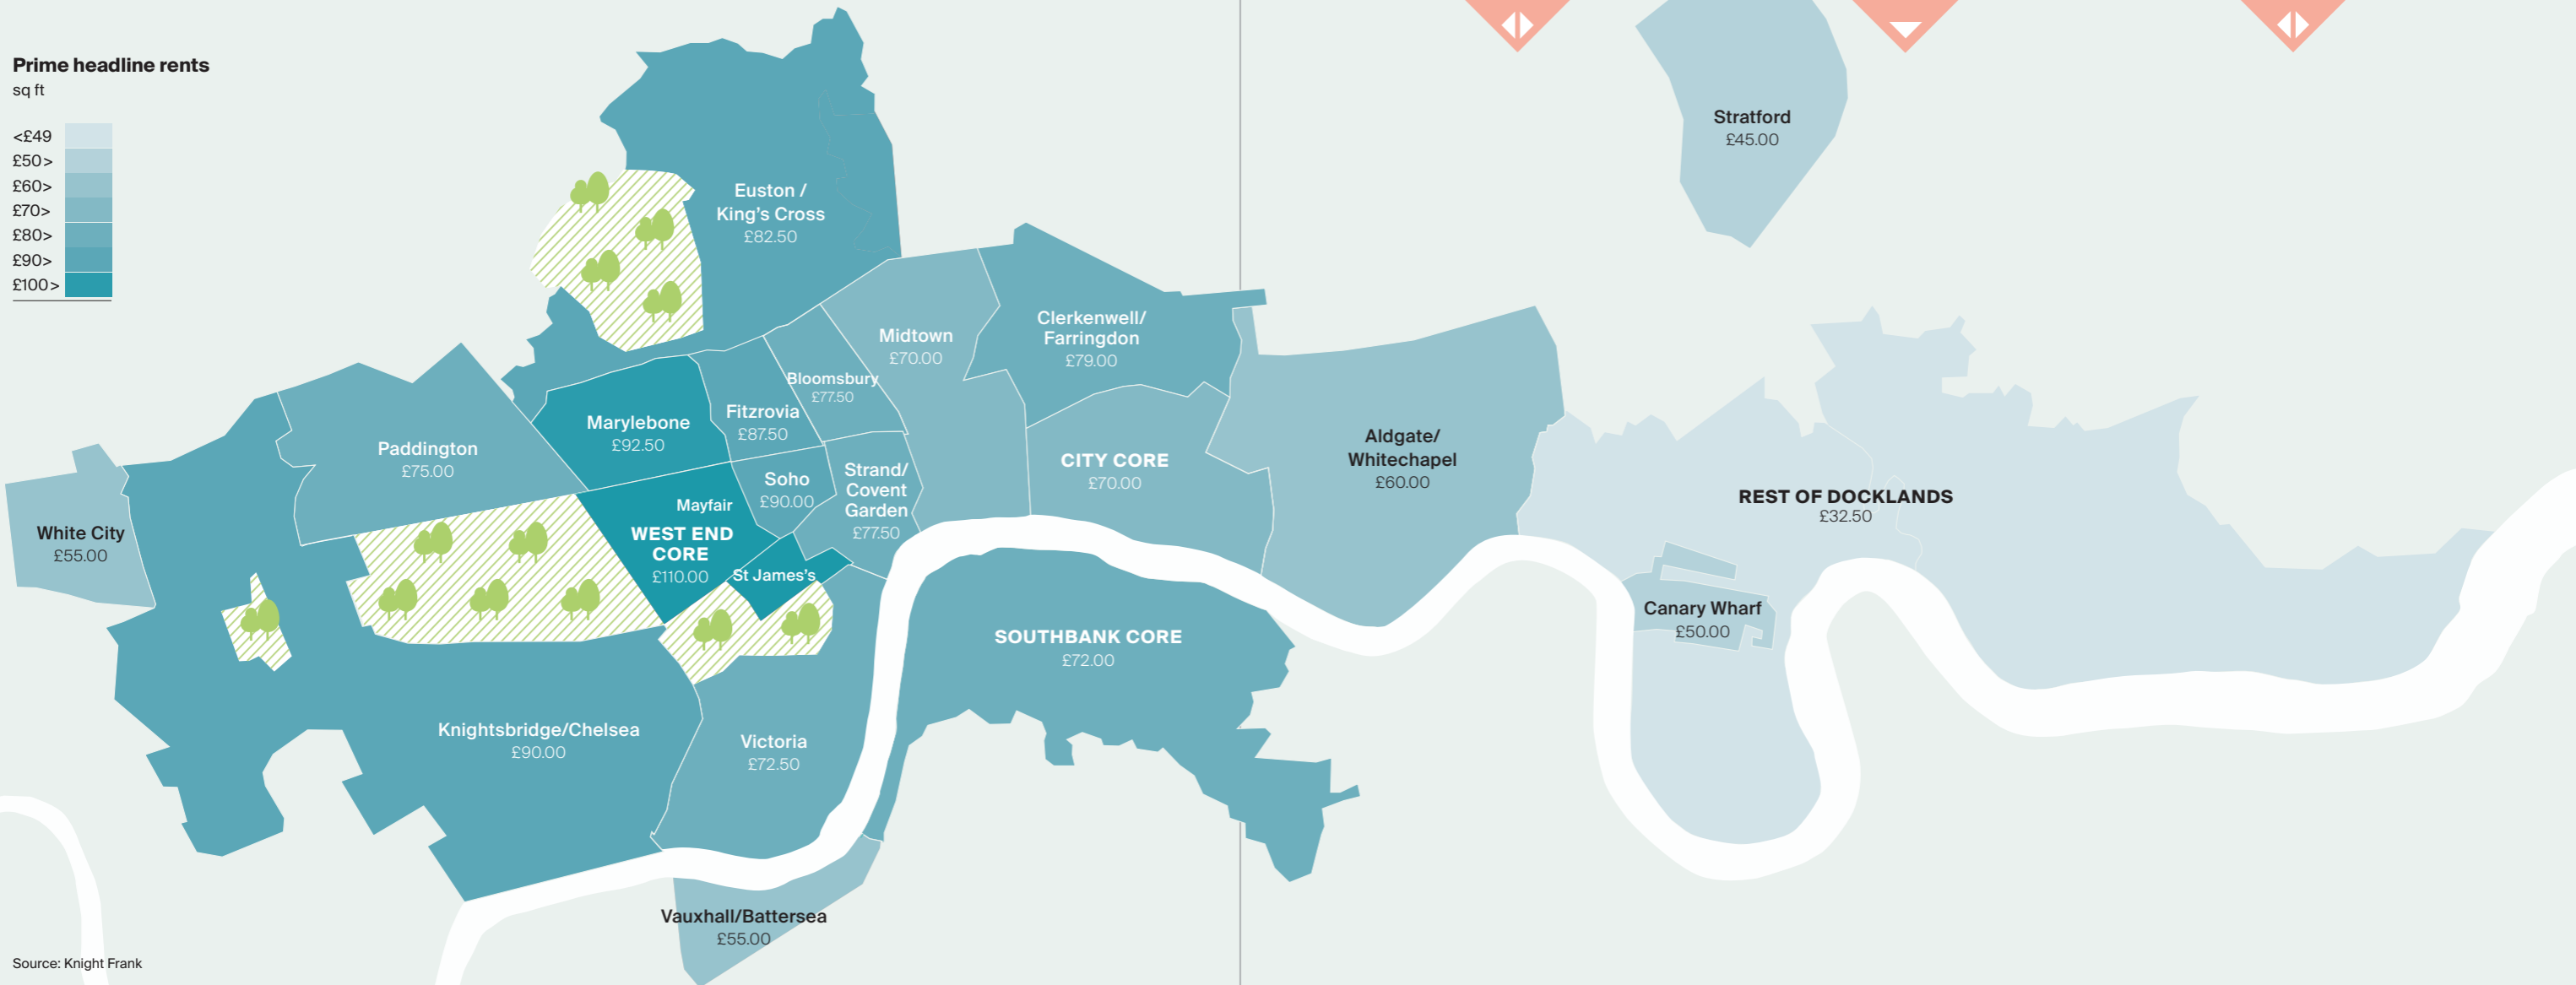 Prime headline rents
sq ft
<£49
£50>
£60>
£70>
£80>
£90>
£100>
Euston /
King’s Cross
£82.50
Stratford
£45.00
Midtown
£70.00
Clerkenwell/
Farringdon
£79.00
Bloomsbury
£77.50
Fitzrovia
£87.50
Marylebone
£92.50
Paddington
£75.00
White City
£55.00
Mayfair
WEST END
CORE
£110.00
St James’s
Soho
£90.00
Strand/
Covent
Garden
£77.50
CITY CORE
£70.00
Aldgate/
Whitechapel
£60.00
REST OF DOCKLANDS
£32.50
Canary Wharf
£50.00
SOUTHBANK CORE
£72.00
Knightsbridge/Chelsea
£90.00
Victoria
£72.50
Vauxhall/Battersea
£55.00
Source: Knight Frank